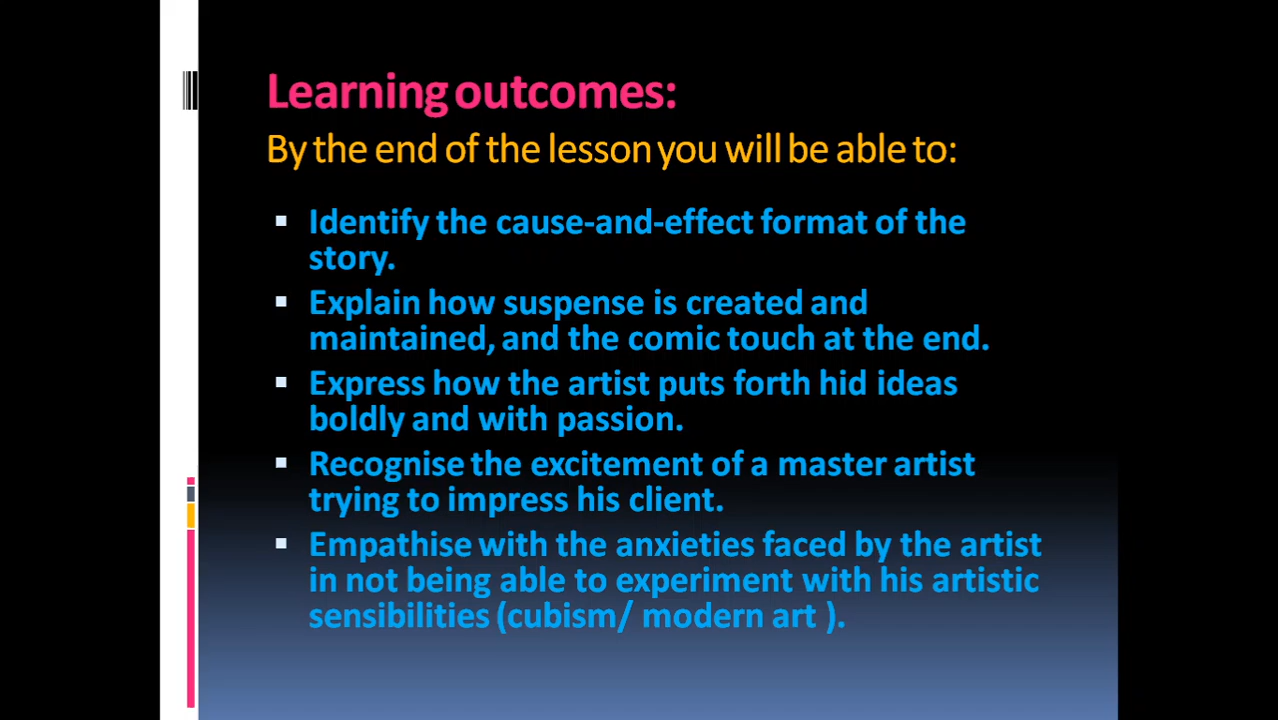 Learning outcomes:
By the end of the lesson you will be able to:
Identify the cause-and-effect format of the
story.
Explain how suspense is created and
maintained, and the comic touch at the end.
Express how the artist puts forth hid ideas
boldly and with passion.
Recognise the excitement of a master artist
trying to impress his client.
Empathise with the anxieties faced by the artist
in not being able to experiment with his artistic
sensibilities (cubism/ modern art ).